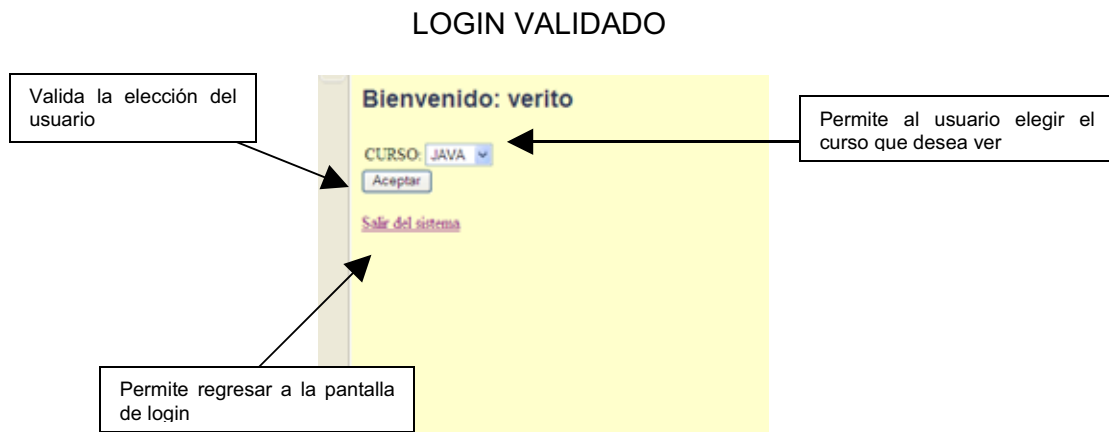 LOGIN VALIDADO
Valida la elección del
usuario
Bienvenido: verito
CURSO: JAVA
Aceptar
Salir del sistema
Permite al usuario elegir el
curso que desea ver
Permite regresar a la pantalla
de login